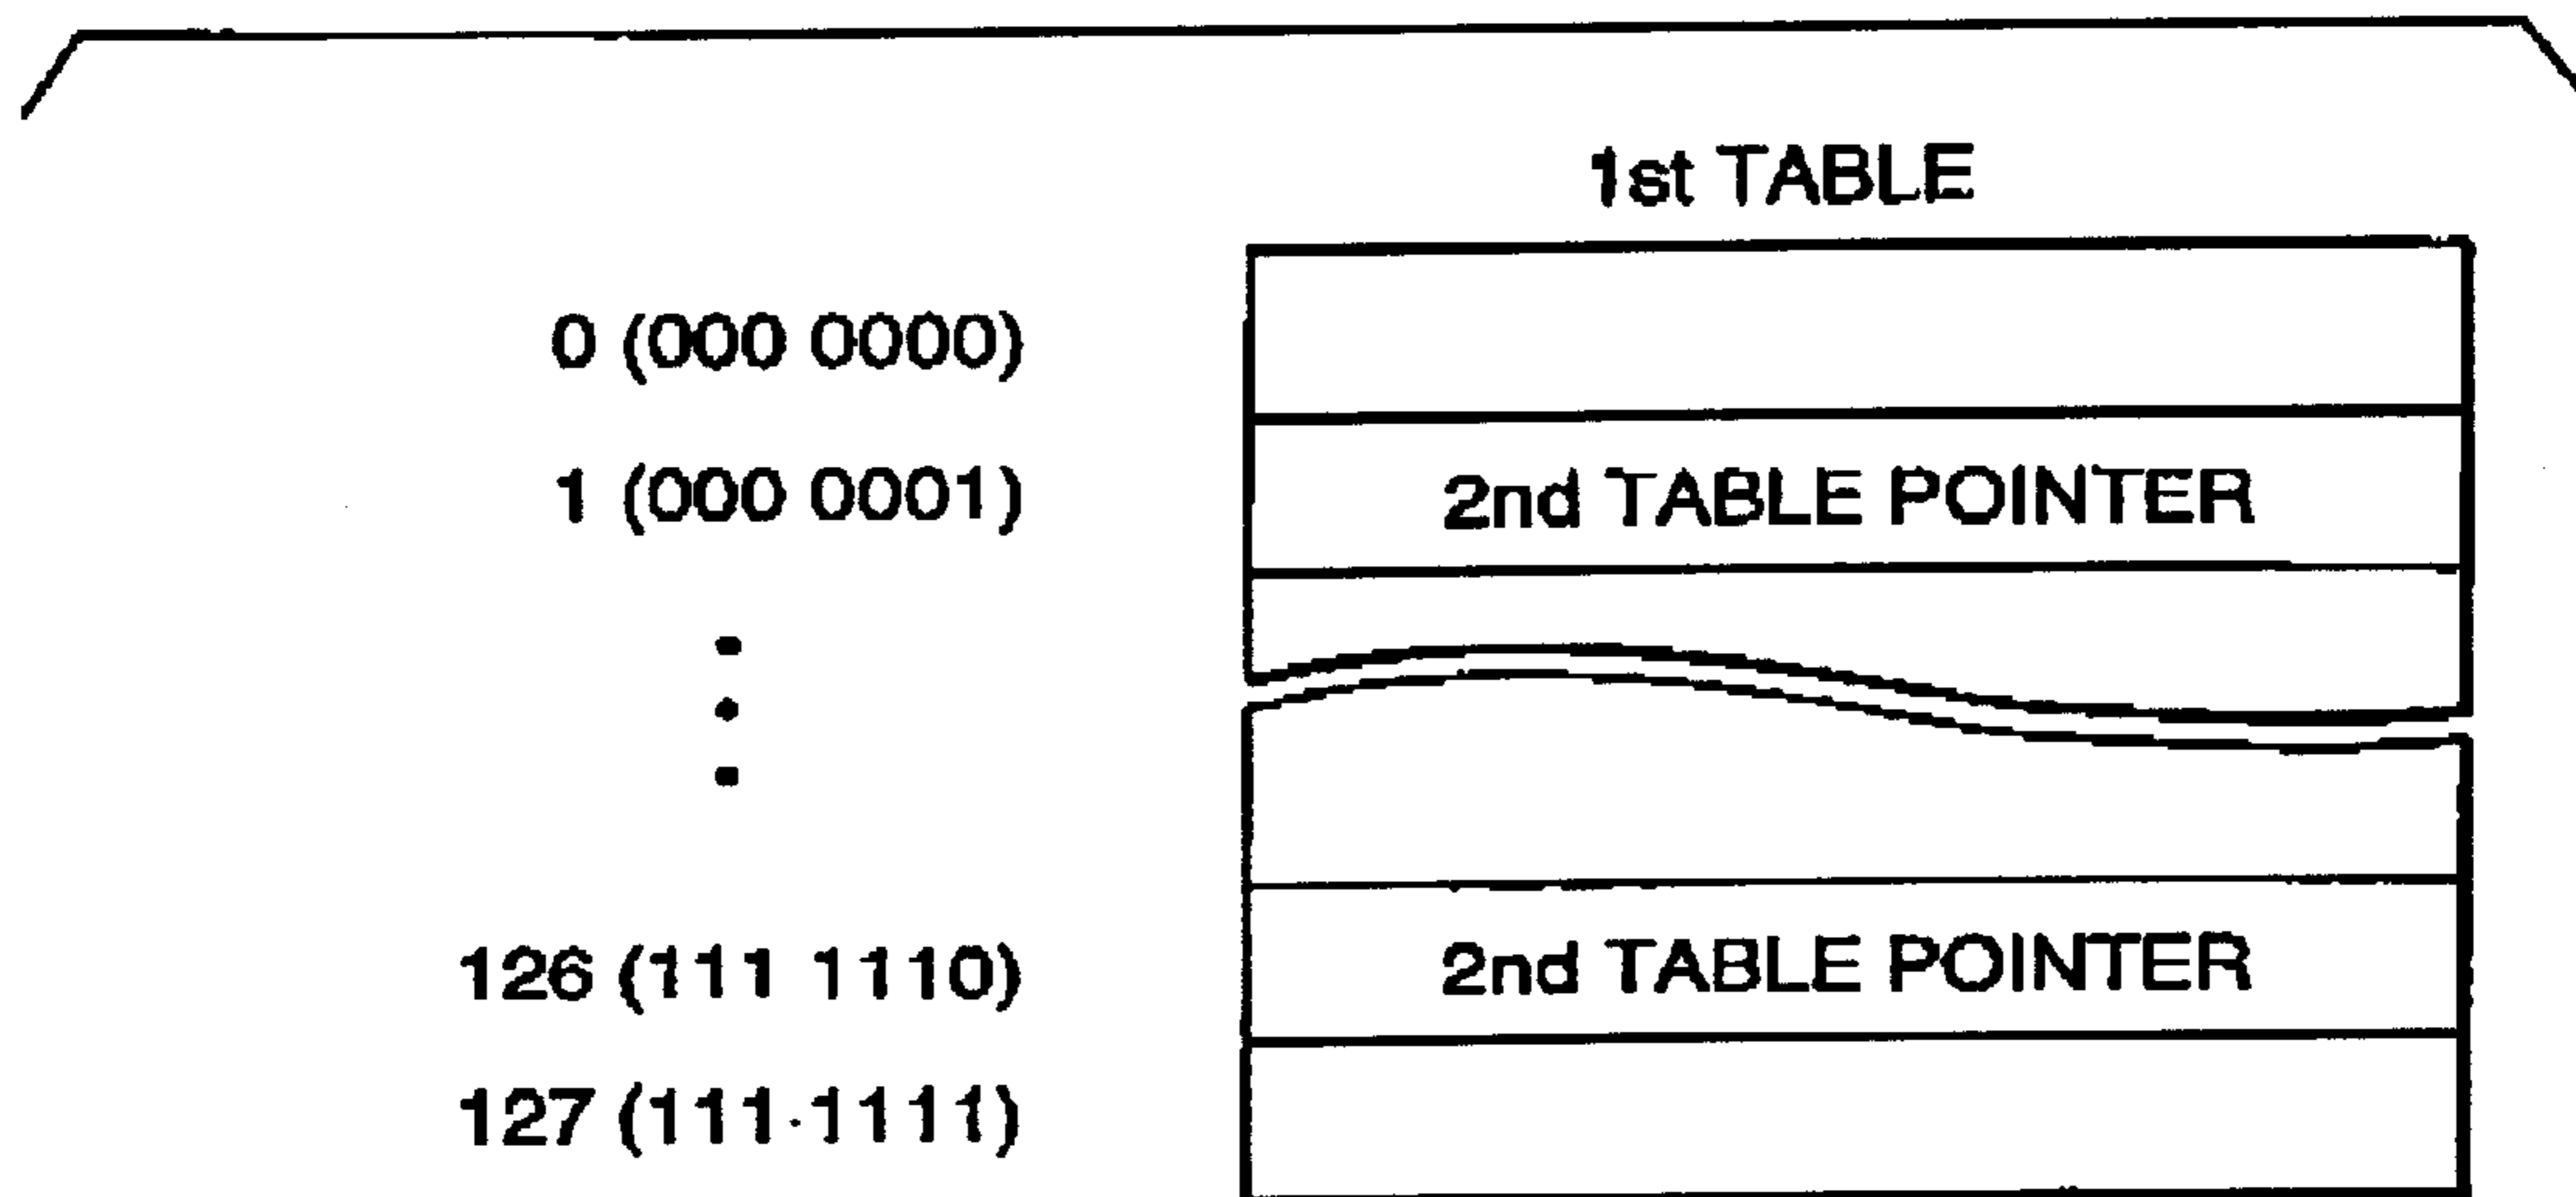 1st TABLE
0 (000 0000)
1 (000 0001) 2nd TABLE POINTER
126 (111 1110) 2nd TABLE POINTER
127 (111 1111)